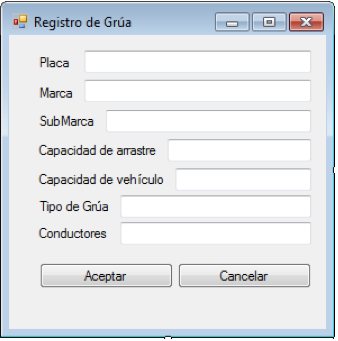 Registro de Grúa
Placa
Marca
SubMarca
Capacidad de arrastre
Capacidad de vehículo
Tipo de Grúa
Conductores
Aceptar Cancelar